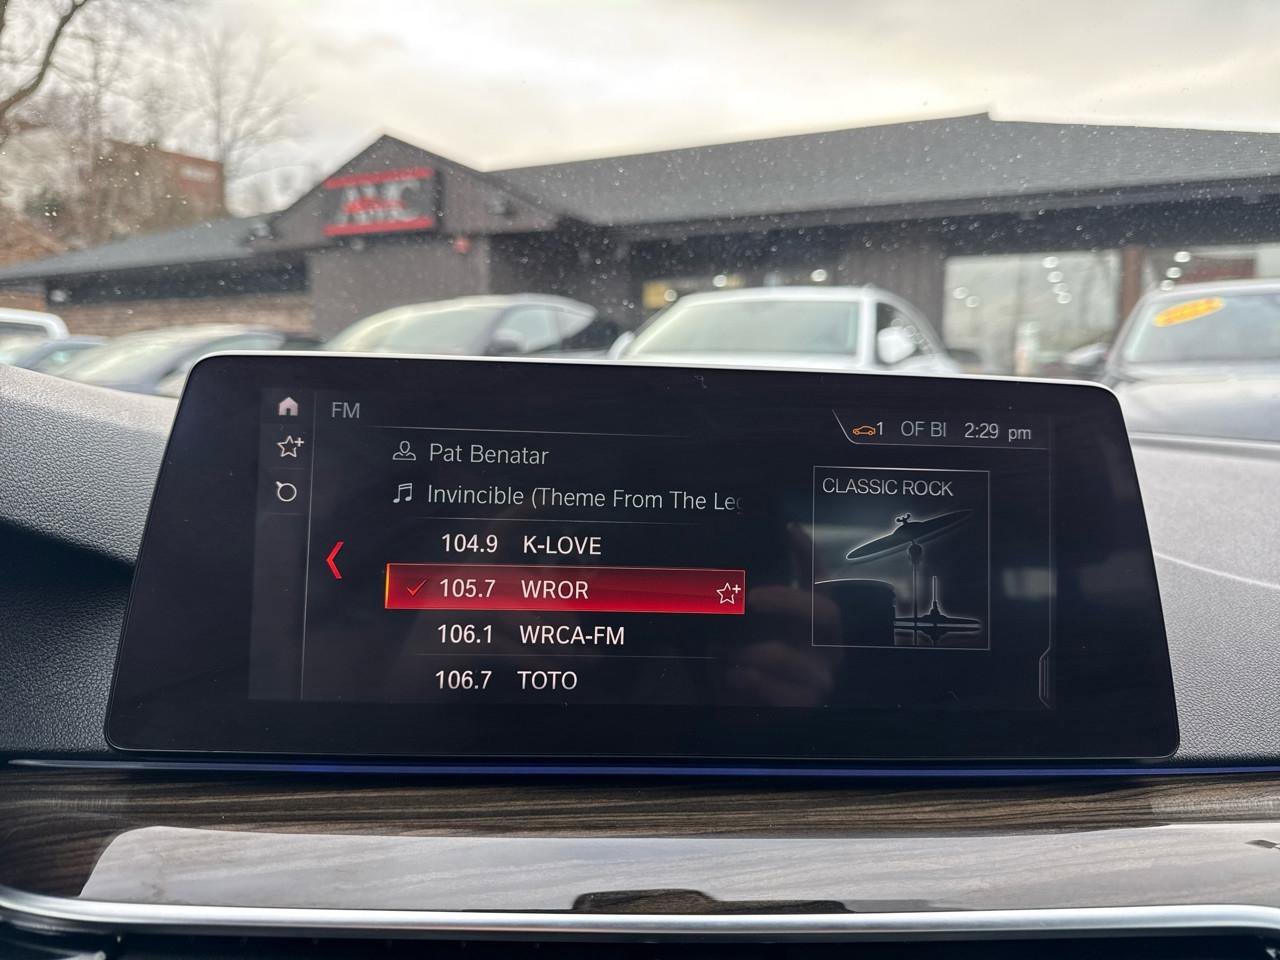 AMC
FM
1 OF BI 2:29 pm
Pat Benatar
Invincible (Theme From The Leg
CLASSIC ROCK
104.9 K-LOVE
105.7 WROR
106.1 WRCA-FM
106.7 TOTO